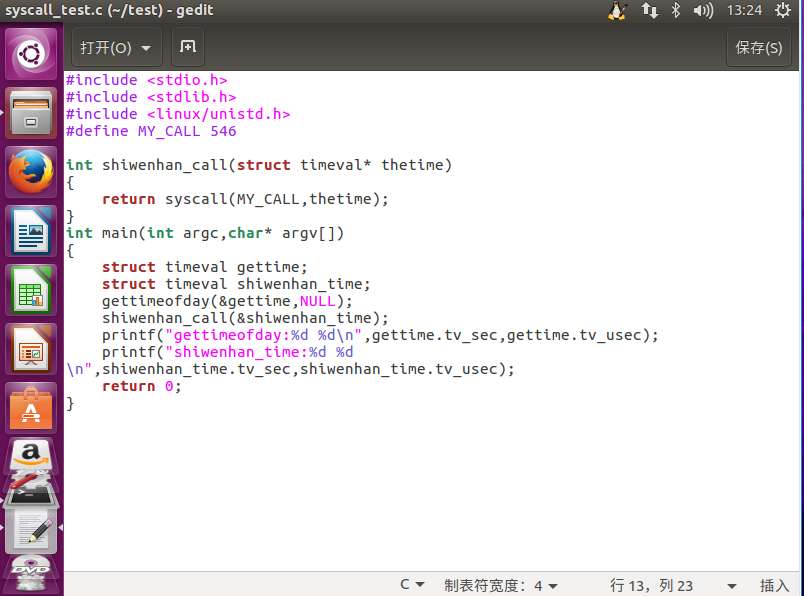 syscall_test.c (~/test) - gedit
13:24
打开(O)
保存(S)
#include <stdio.h>
#include <stdlib.h>
#include <linux/unistd.h>
#define MY_CALL 546
int shiwenhan_call(struct timeval* thetime)
{
return syscall(MY_CALL,thetime);
}
int main(int argc,char* argv[])
{
struct timeval gettime;
struct timeval shiwenhan_time;
gettimeofday(&gettime,NULL);
shiwenhan_call(&shiwenhan_time);
printf("gettimeofday:%d %d\n",gettime.tv_sec,gettime.tv_usec);
printf("shiwenhan_time:%d %d
\n",shiwenhan_time.tv_sec,shiwenhan_time.tv_usec);
return 0;
}
a
DVD
C
制表符宽度：4
行 13，列 23
插入